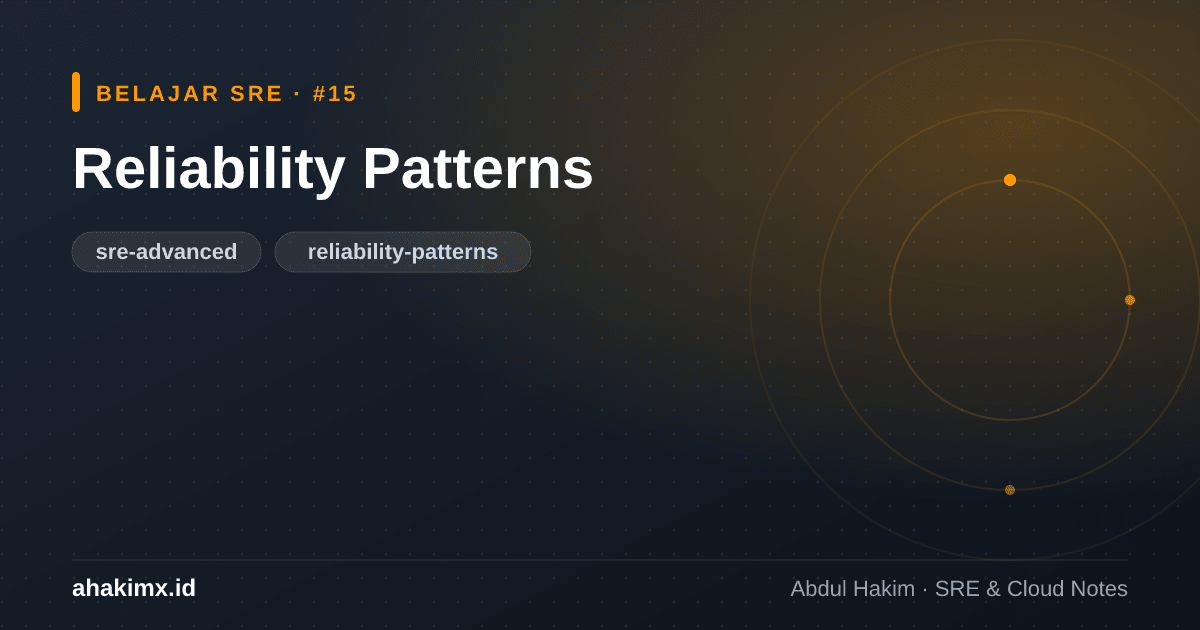 BELAJAR SRE · #15
Reliability Patterns
sre-advanced reliability-patterns
ahakimx.id
Abdul Hakim · SRE & Cloud Notes